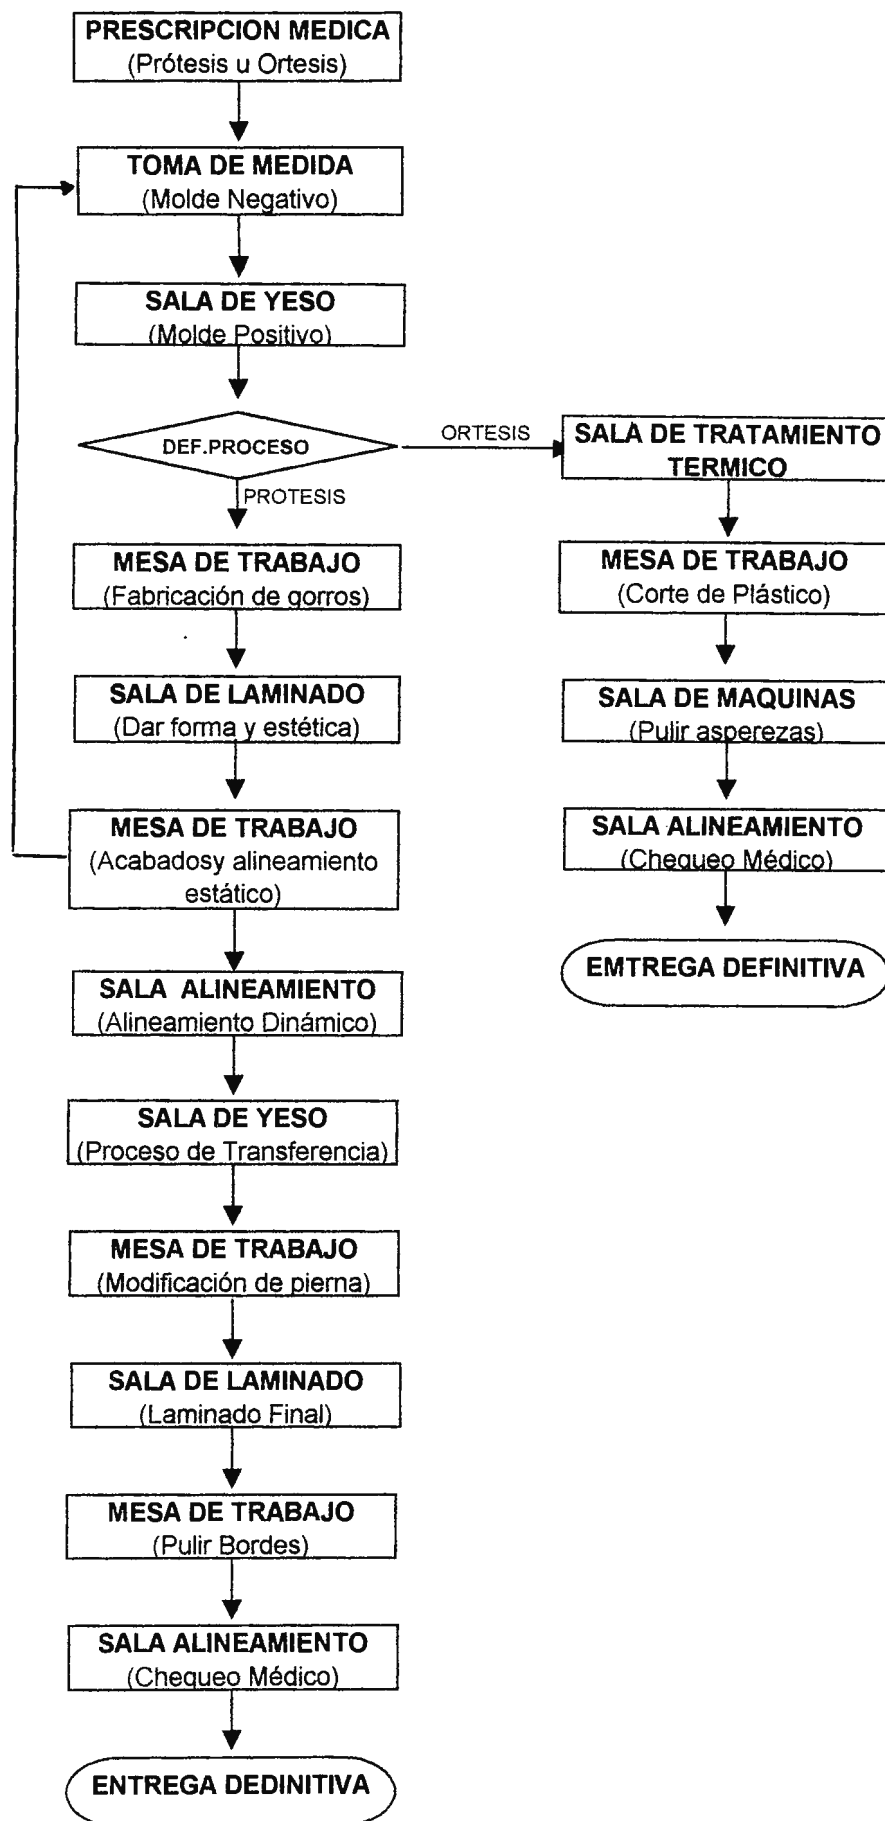 PRESCRIPCION MEDICA
(Prótesis u Ortesis)
TOMA DE MEDIDA
(Molde Negativo)
SALA DE YESO
(Molde Positivo)
DEF.PROCESO
ORTESIS
PROTESIS
MESA DE TRABAJO
(Fabricación de gorros)
SALA DE LAMINADO
(Dar forma y estética)
MESA DE TRABAJO
(Acabadosy alineamiento
estático)
SALA ALINEAMIENTO
(Alineamiento Dinámico)
SALA DE YESO
(Proceso de Transferencia)
MESA DE TRABAJO
(Modificación de pierna)
SALA DE LAMINADO
(Laminado Final)
MESA DE TRABAJO
(Pulir Bordes)
SALA ALINEAMIENTO
(Chequeo Médico)
ENTREGA DEDINITIVA
SALA DE TRATAMIENTO
TERMICO
MESA DE TRABAJO
(Corte de Plástico)
SALA DE MAQUINAS
(Pulir asperezas)
SALA ALINEAMIENTO
(Chequeo Médico)
EMTREGA DEFINITIVA